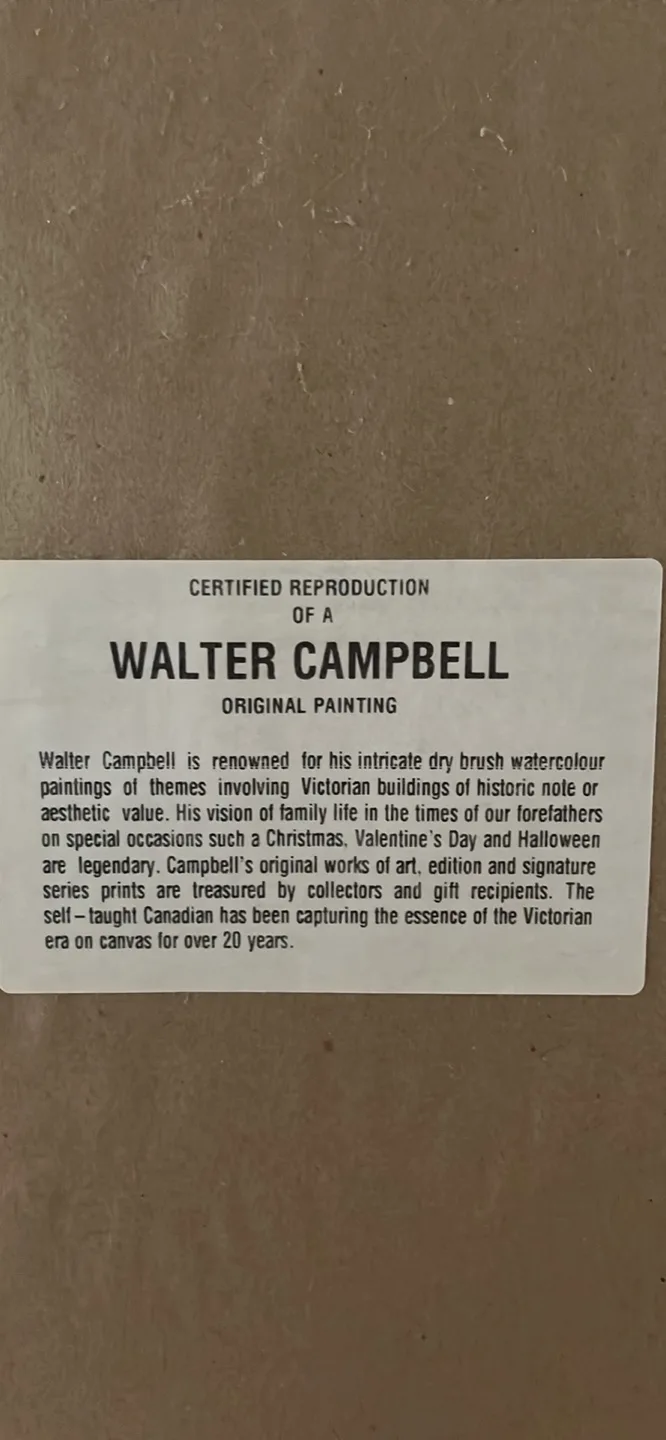 CERTIFIED REPRODUCTION
OF A
WALTER CAMPBELL
ORIGINAL PAINTING
Walter Campbell is renowned for his intricate dry brush watercolour
paintings of themes involving Victorian buildings of historic note or
aesthetic value. His vision of family life in the times of our forefathers
on special occasions such a Christmas, Valentine's Day and Halloween
are legendary. Campbell's original works of art, edition and signature
series prints are treasured by collectors and gift recipients. The
self–taught Canadian has been capturing the essence of the Victorian
era on canvas for over 20 years.